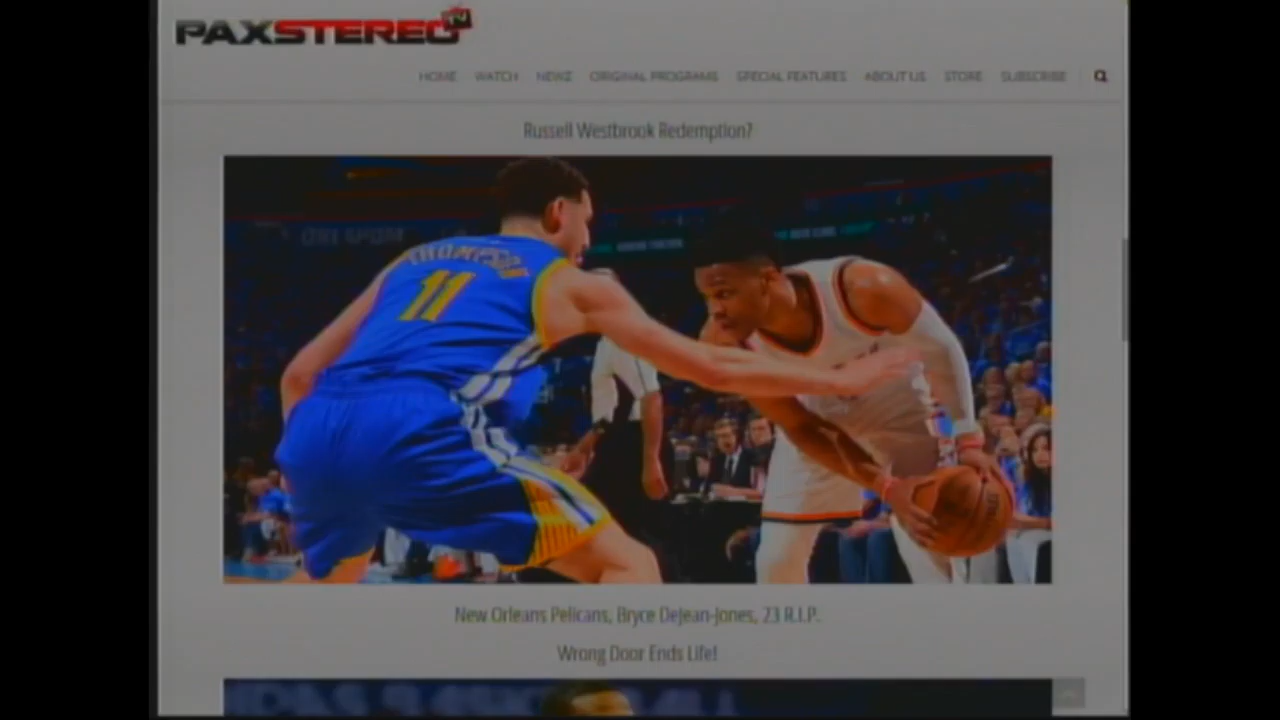 PAXSTEREO TV
HOME WATCH NEWZ ORIGINAL PROGRAMS SPECIAL FEATURES ABOUT US STORE SUBSCRIBE
Russell Westbrook Redemption?
THOMPSON
11
New Orleans Pelicans, Bryce Dejean-Jones, 23 R.I.P.
Wrong Door Ends Life!